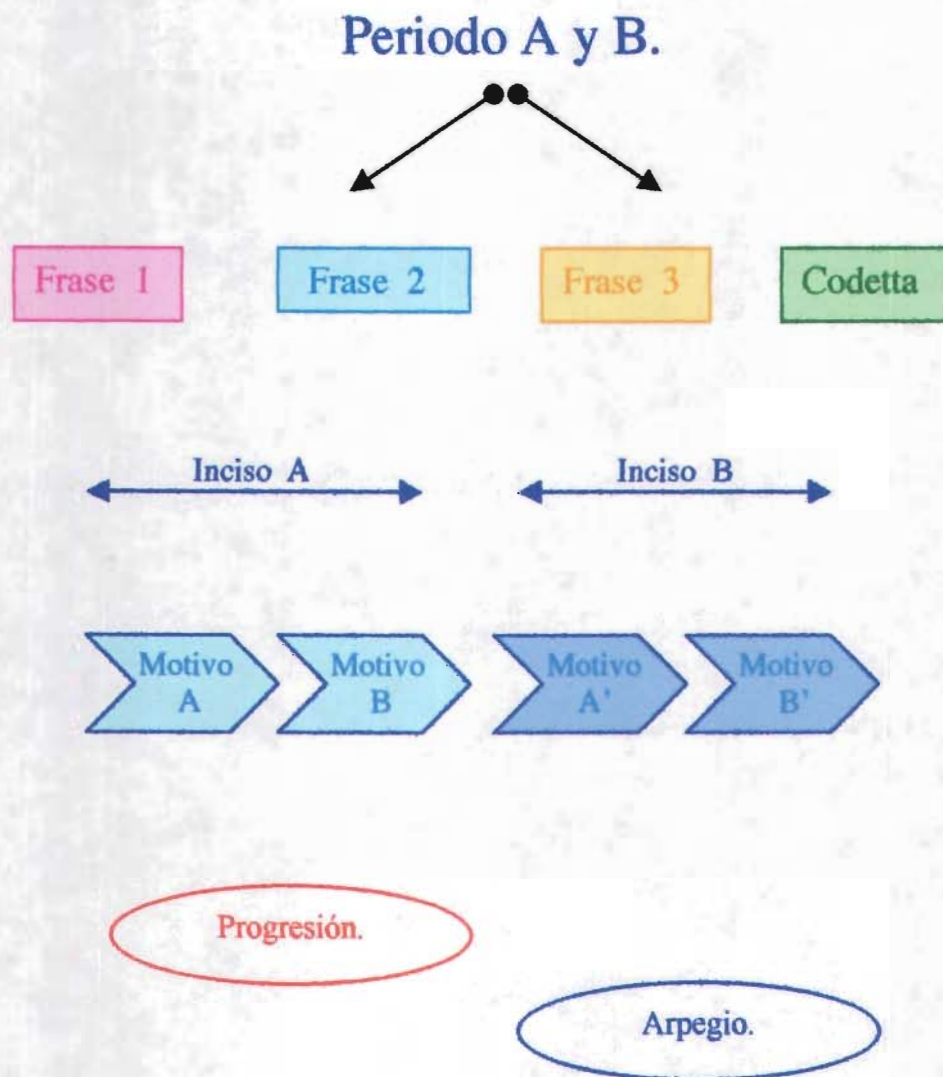 Periodo A y B.
Frase 1
Frase 2
Frase 3
Codetta
Inciso A
Inciso B
Motivo
A
Motivo
B
Motivo
A'
Motivo
B'
Progresión.
Arpegio.